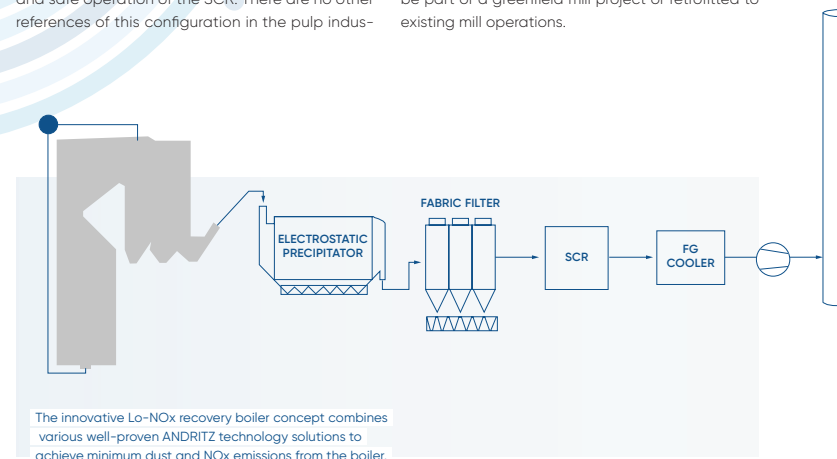 and safe operation of the SCR. There are no other
references of this configuration in the pulp indus-
be part of a greenfield mill project or retrofitted to
existing mill operations.
FABRIC FILTER
ELECTROSTATIC
PRECIPITATOR
SCR
FG
COOLER
The innovative Lo-NOx recovery boiler concept combines
various well-proven ANDRITZ technology solutions to
achieve minimum dust and NOx emissions from the boiler.